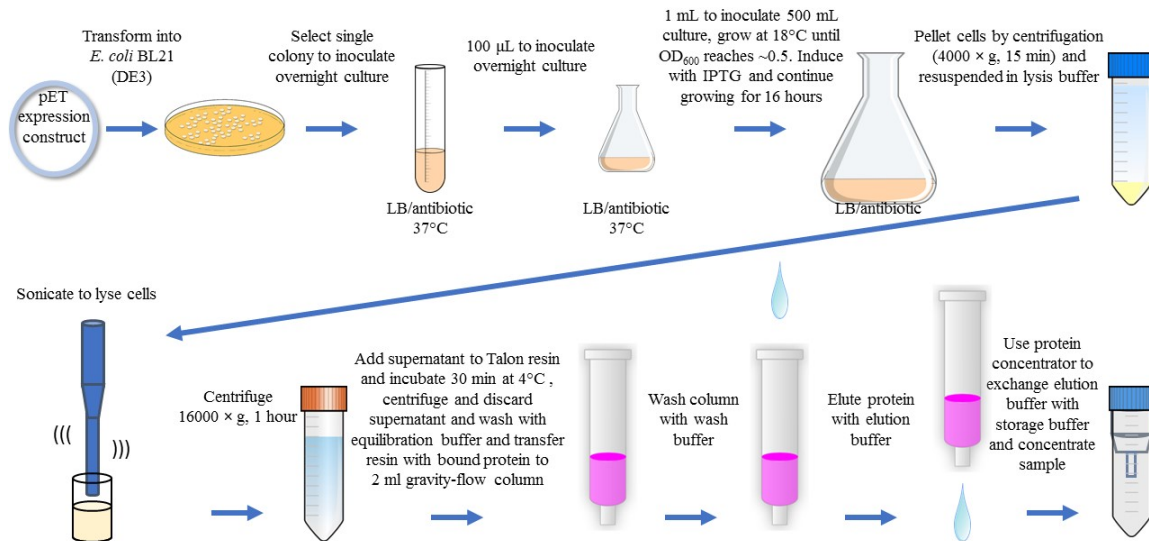 pET
expression
construct
Transform into
E. coli BL21
(DE3)
Select single
colony to inoculate
overnight culture
LB/antibiotic
37°C
100 μL to inoculate
overnight culture
LB/antibiotic
37°C
1 mL to inoculate 500 mL
culture, grow at 18°C until
OD600 reaches ~0.5. Induce
with IPTG and continue
growing for 16 hours
LB/antibiotic
Pellet cells by centrifugation
(4000 × g, 15 min) and
resuspended in lysis buffer
Sonicate to lyse cells
((( 
)))
Centrifuge
16000 × g, 1 hour
Add supernatant to Talon resin
and incubate 30 min at 4°C ,
centrifuge and discard
supernatant and wash with
equilibration buffer and transfer
resin with bound protein to
2 ml gravity-flow column
Wash column
with wash
buffer
Elute protein
with elution
buffer
Use protein
concentrator to
exchange elution
buffer with
storage buffer
and concentrate
sample